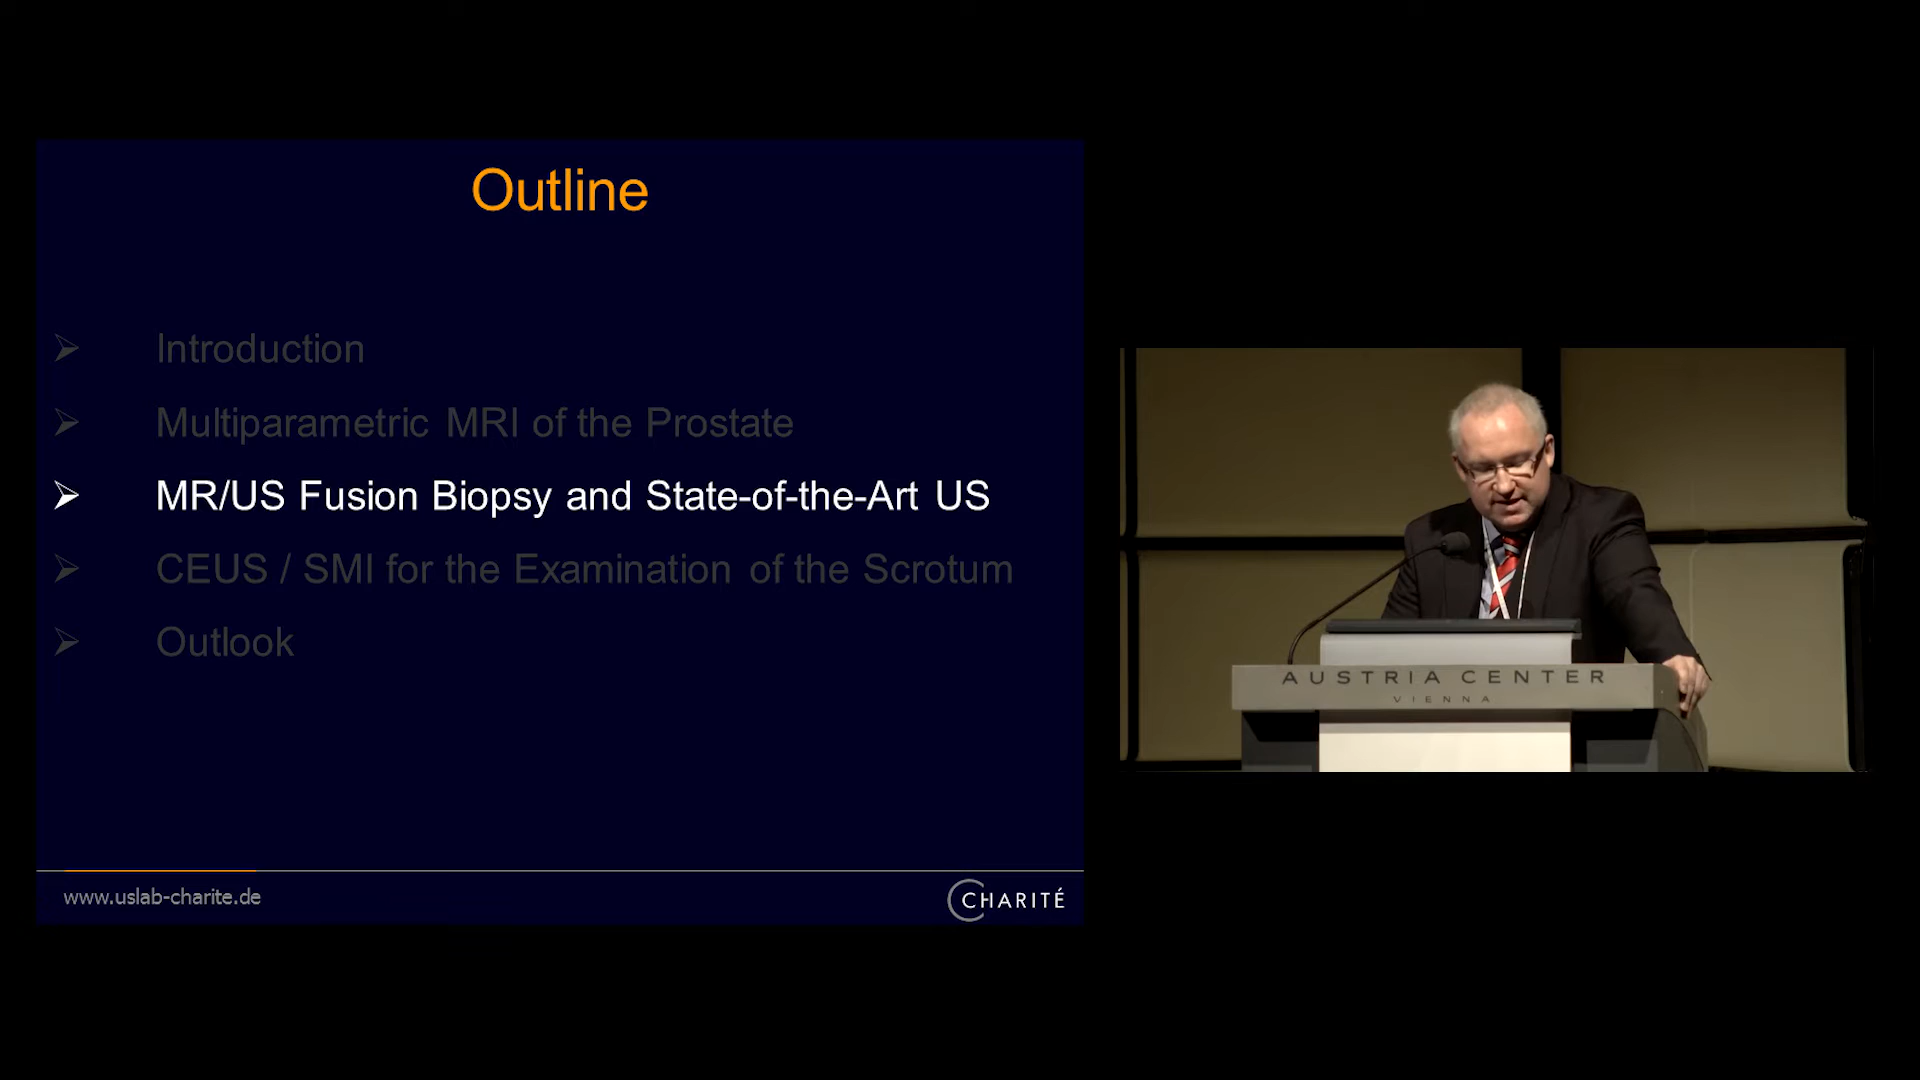 Outline
Introduction
Multiparametric MRI of the Prostate
MR/US Fusion Biopsy and State-of-the-Art US
CEUS / SMI for the Examination of the Scrotum
Outlook
www.uslab-charite.de
CHARITÉ
AUSTRIA CENTER
VIENNA